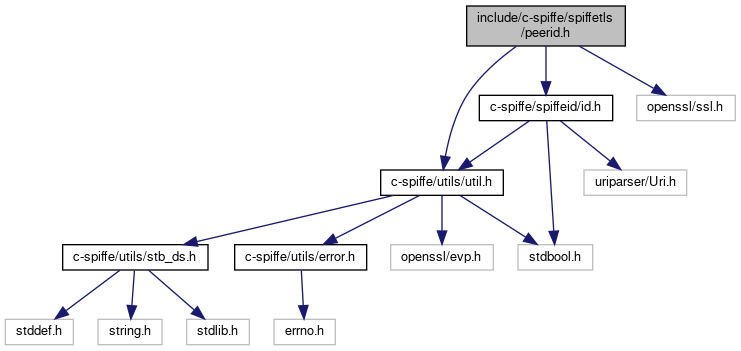 include/c-spiffe/spiffetls
/peerid.h
c-spiffe/spiffeid/id.h
openssl/ssl.h
c-spiffe/utils/util.h
uriparser/Uri.h
c-spiffe/utils/stb_ds.h
c-spiffe/utils/error.h
openssl/evp.h
stdbool.h
stddef.h
string.h
stdlib.h
errno.h